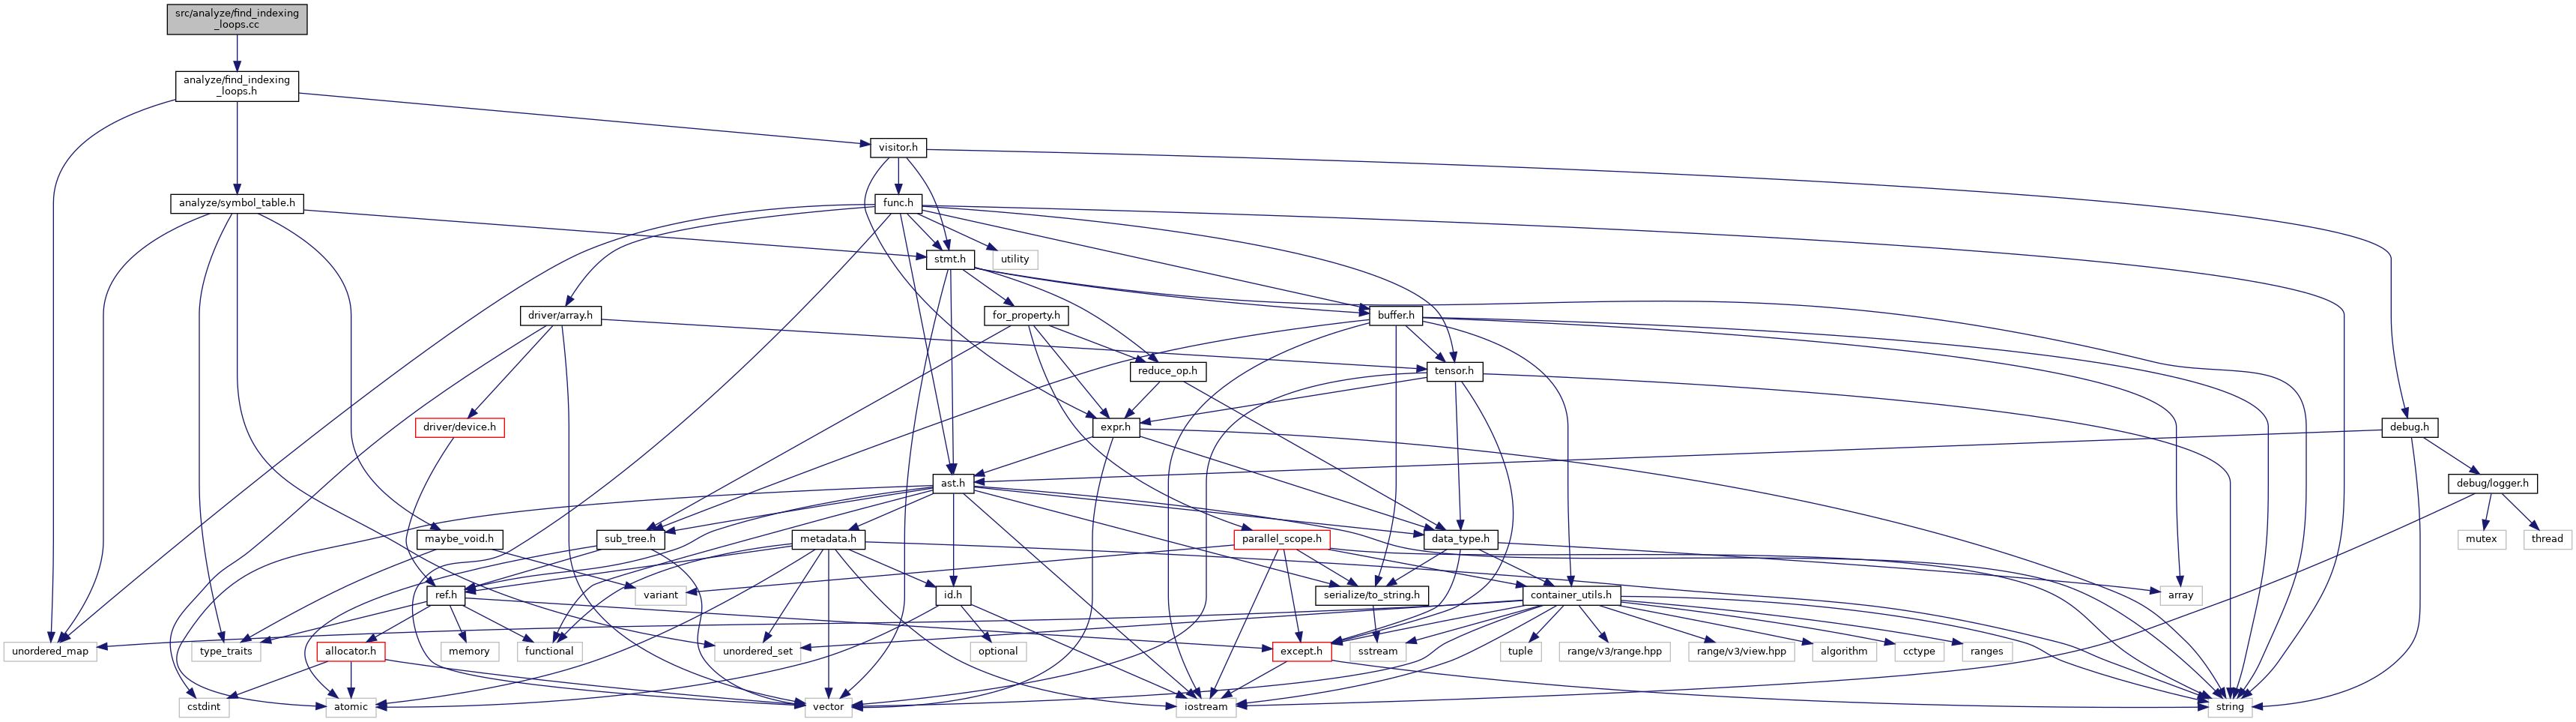 src/analyze/find_indexing
_loops.cc
analyze/find_indexing
_loops.h
visitor.h
analyze/symbol_table.h
func.h
stmt.h
utility
driver/array.h
for_property.h
buffer.h
reduce_op.h
tensor.h
driver/device.h
expr.h
debug.h
ast.h
debug/logger.h
maybe_void.h
sub_tree.h
metadata.h
parallel_scope.h
data_type.h
mutex
thread
ref.h
variant
id.h
serialize/to_string.h
container_utils.h
array
unordered_map
type_traits
allocator.h
memory
functional
unordered_set
optional
except.h
sstream
tuple
range/v3/range.hpp
range/v3/view.hpp
algorithm
cctype
ranges
cstdint
atomic
vector
iostream
string